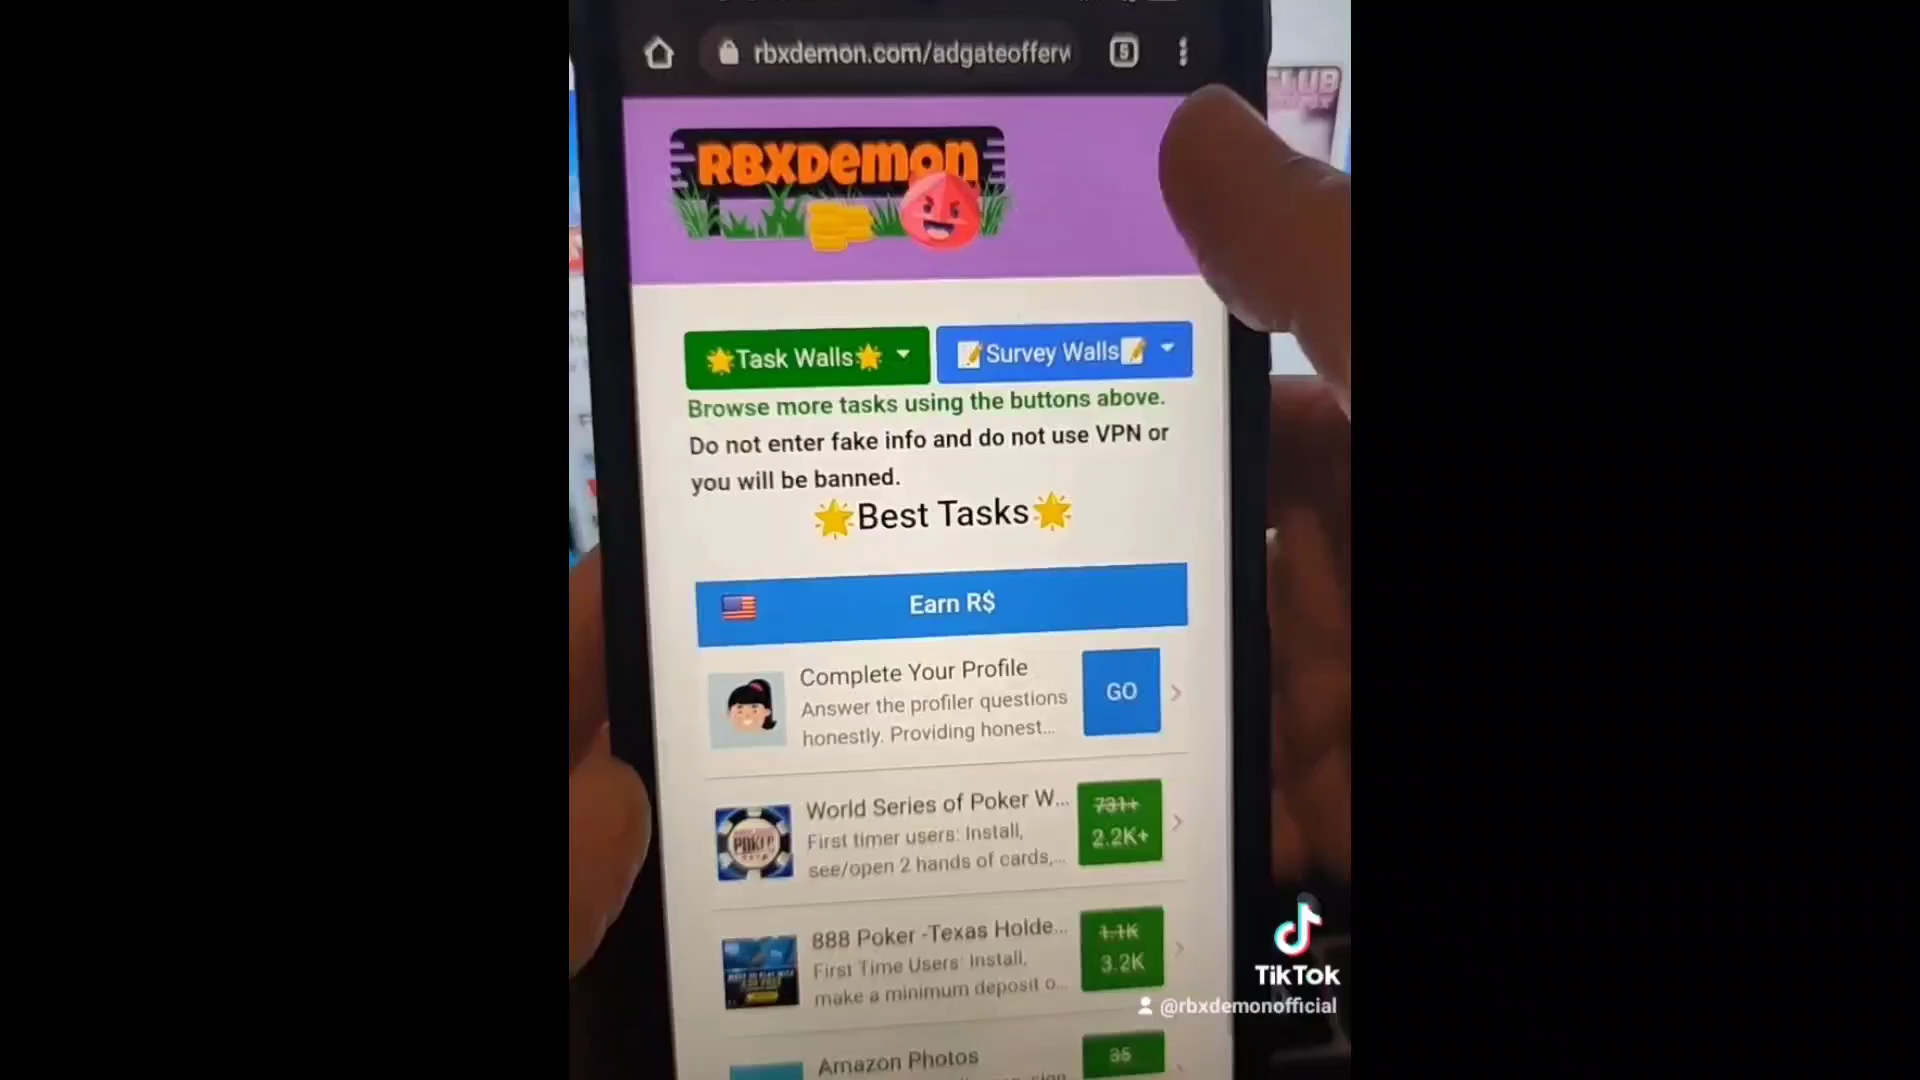 rbxdemon.com/adgateofferw
5
RBXDemon
🌟Task Walls🌟
📝Survey Walls📝
Browse more tasks using the buttons above.
Do not enter fake info and do not use VPN or
you will be banned.
🌟Best Tasks🌟
Earn R$
Complete Your Profile
Answer the profiler questions
honestly. Providing honest...
GO
World Series of Poker W...
First timer users: Install,
see/open 2 hands of cards,...
731+
2.2K+
888 Poker -Texas Holde...
First Time Users: Install,
make a minimum deposit o...
1.1K
3.2K
Amazon Photos
35
CLUB
POKER
TikTok
@rbxdemonofficial